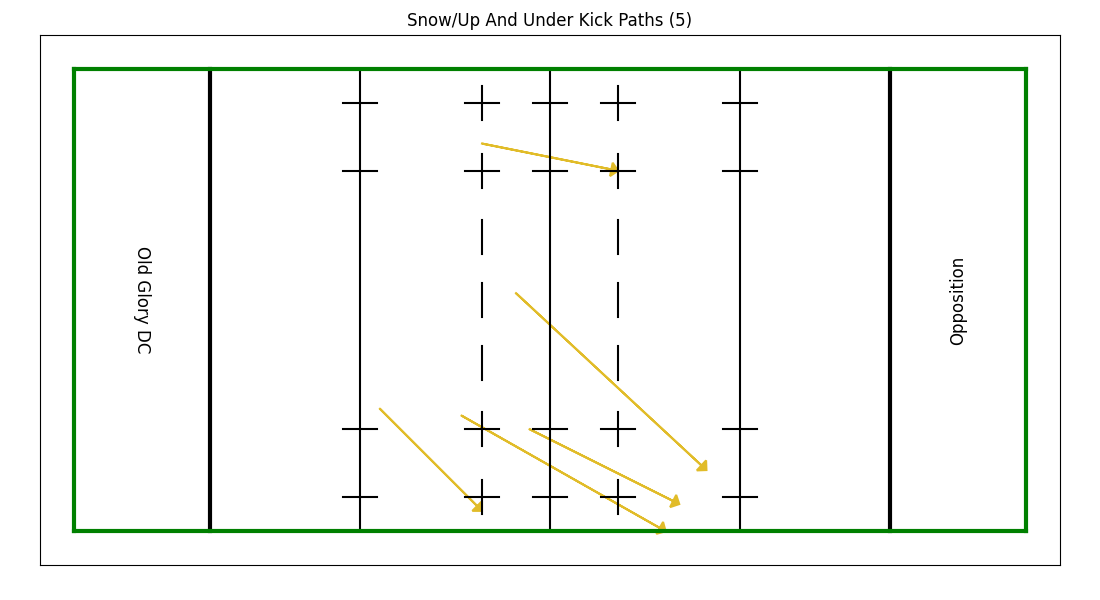 Snow/Up And Under Kick Paths (5)
Old Glory DC
Opposition